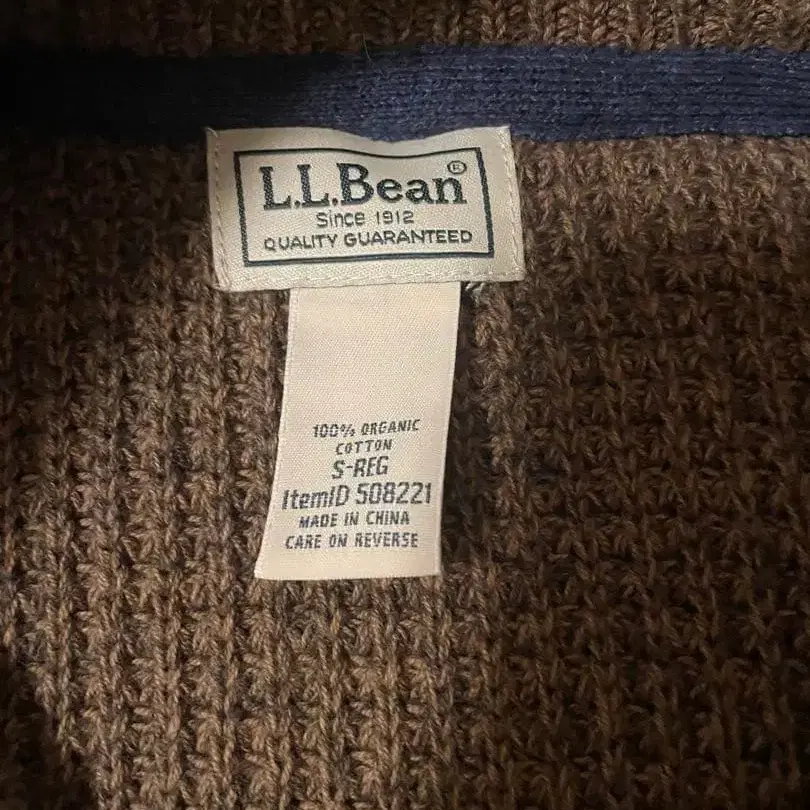 L.L.Bean®
Since 1912
QUALITY GUARANTEED
100% ORGANIC
COTTON
S-REG
ItemID 508221
MADE IN CHINA
CARE ON REVERSE